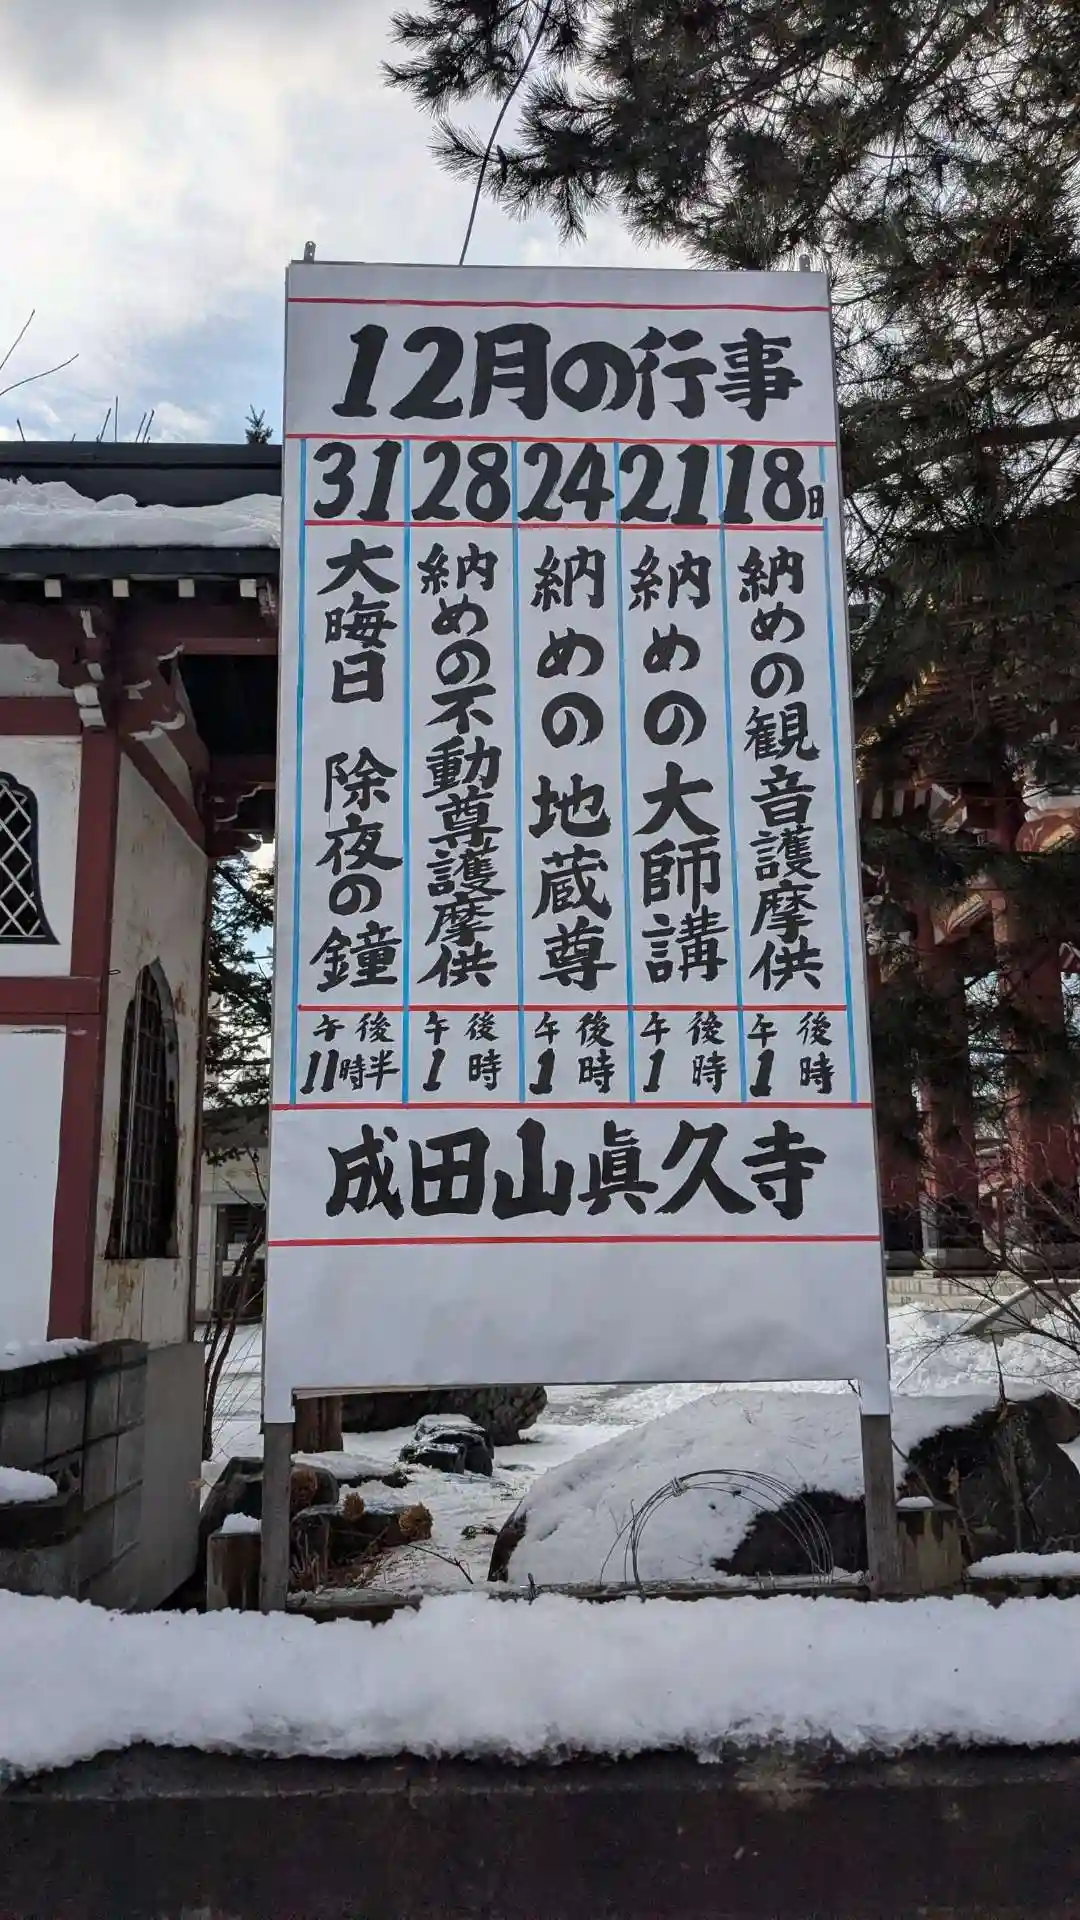 12月の行事
18日
納めの観音護摩供
午後1時
21
納めの大師講
午後1時
24
納めの地蔵尊
午後1時
28
納めの不動尊護摩供
午後1時
31
大晦日 除夜の鐘
午後11時半
成田山眞久寺